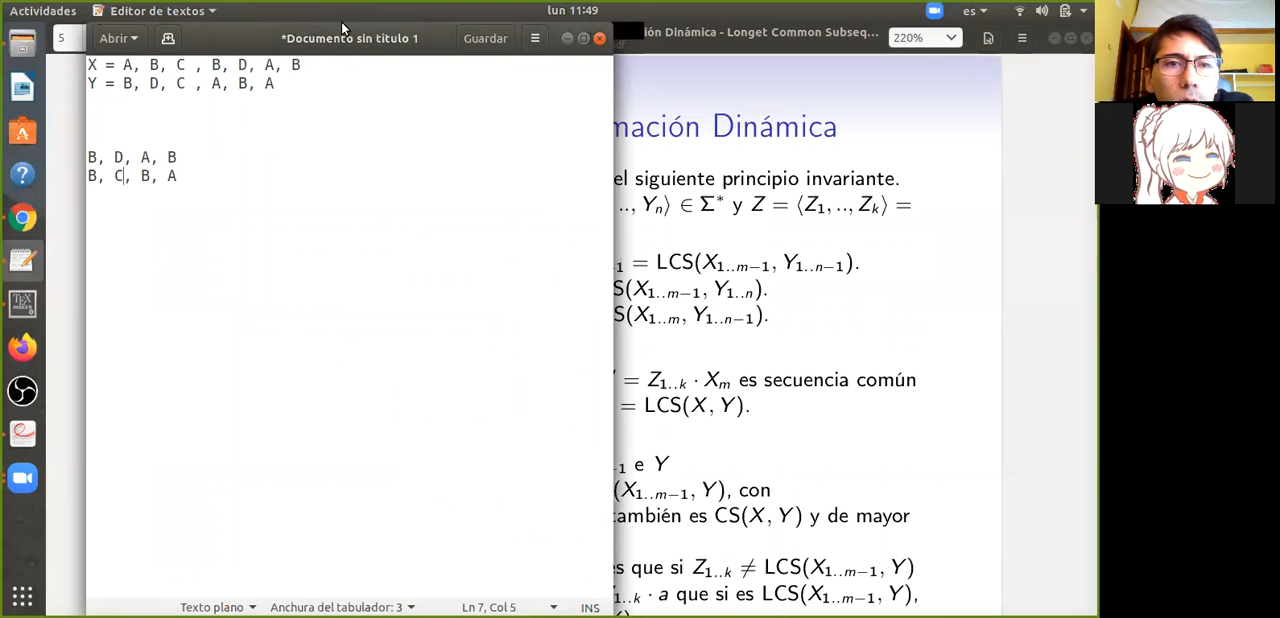 Actividades
Editor de textos
lun 11:49
es
5
Abrir
*Documento sin título 1
Guardar
ión Dinámica - Longet Common Subseq...
220%
X = A, B, C , B, D, A, B
Y = B, D, C , A, B, A
B, D, A, B
B, C, B, A
mación Dinámica
el siguiente principio invariante.
.., Yₙ⟩ ∈ Σ* y Z = ⟨Z₁, .., Zₖ⟩ =
₋₁ = LCS(X₁..ₘ₋₁, Y₁..ₙ₋₁).
S(X₁..ₘ₋₁, Y₁..ₙ).
S(X₁..ₘ, Y₁..ₙ₋₁).
= Z₁..ₖ · Xₘ es secuencia común
= LCS(X, Y).
₋₁ e Y
(X₁..ₘ₋₁, Y), con
también es CS(X, Y) y de mayor
es que si Z₁..ₖ ≠ LCS(X₁..ₘ₋₁, Y)
₁..ₖ · a que si es LCS(X₁..ₘ₋₁, Y),
Texto plano
Anchura del tabulador: 3
Ln 7, Col 5
INS